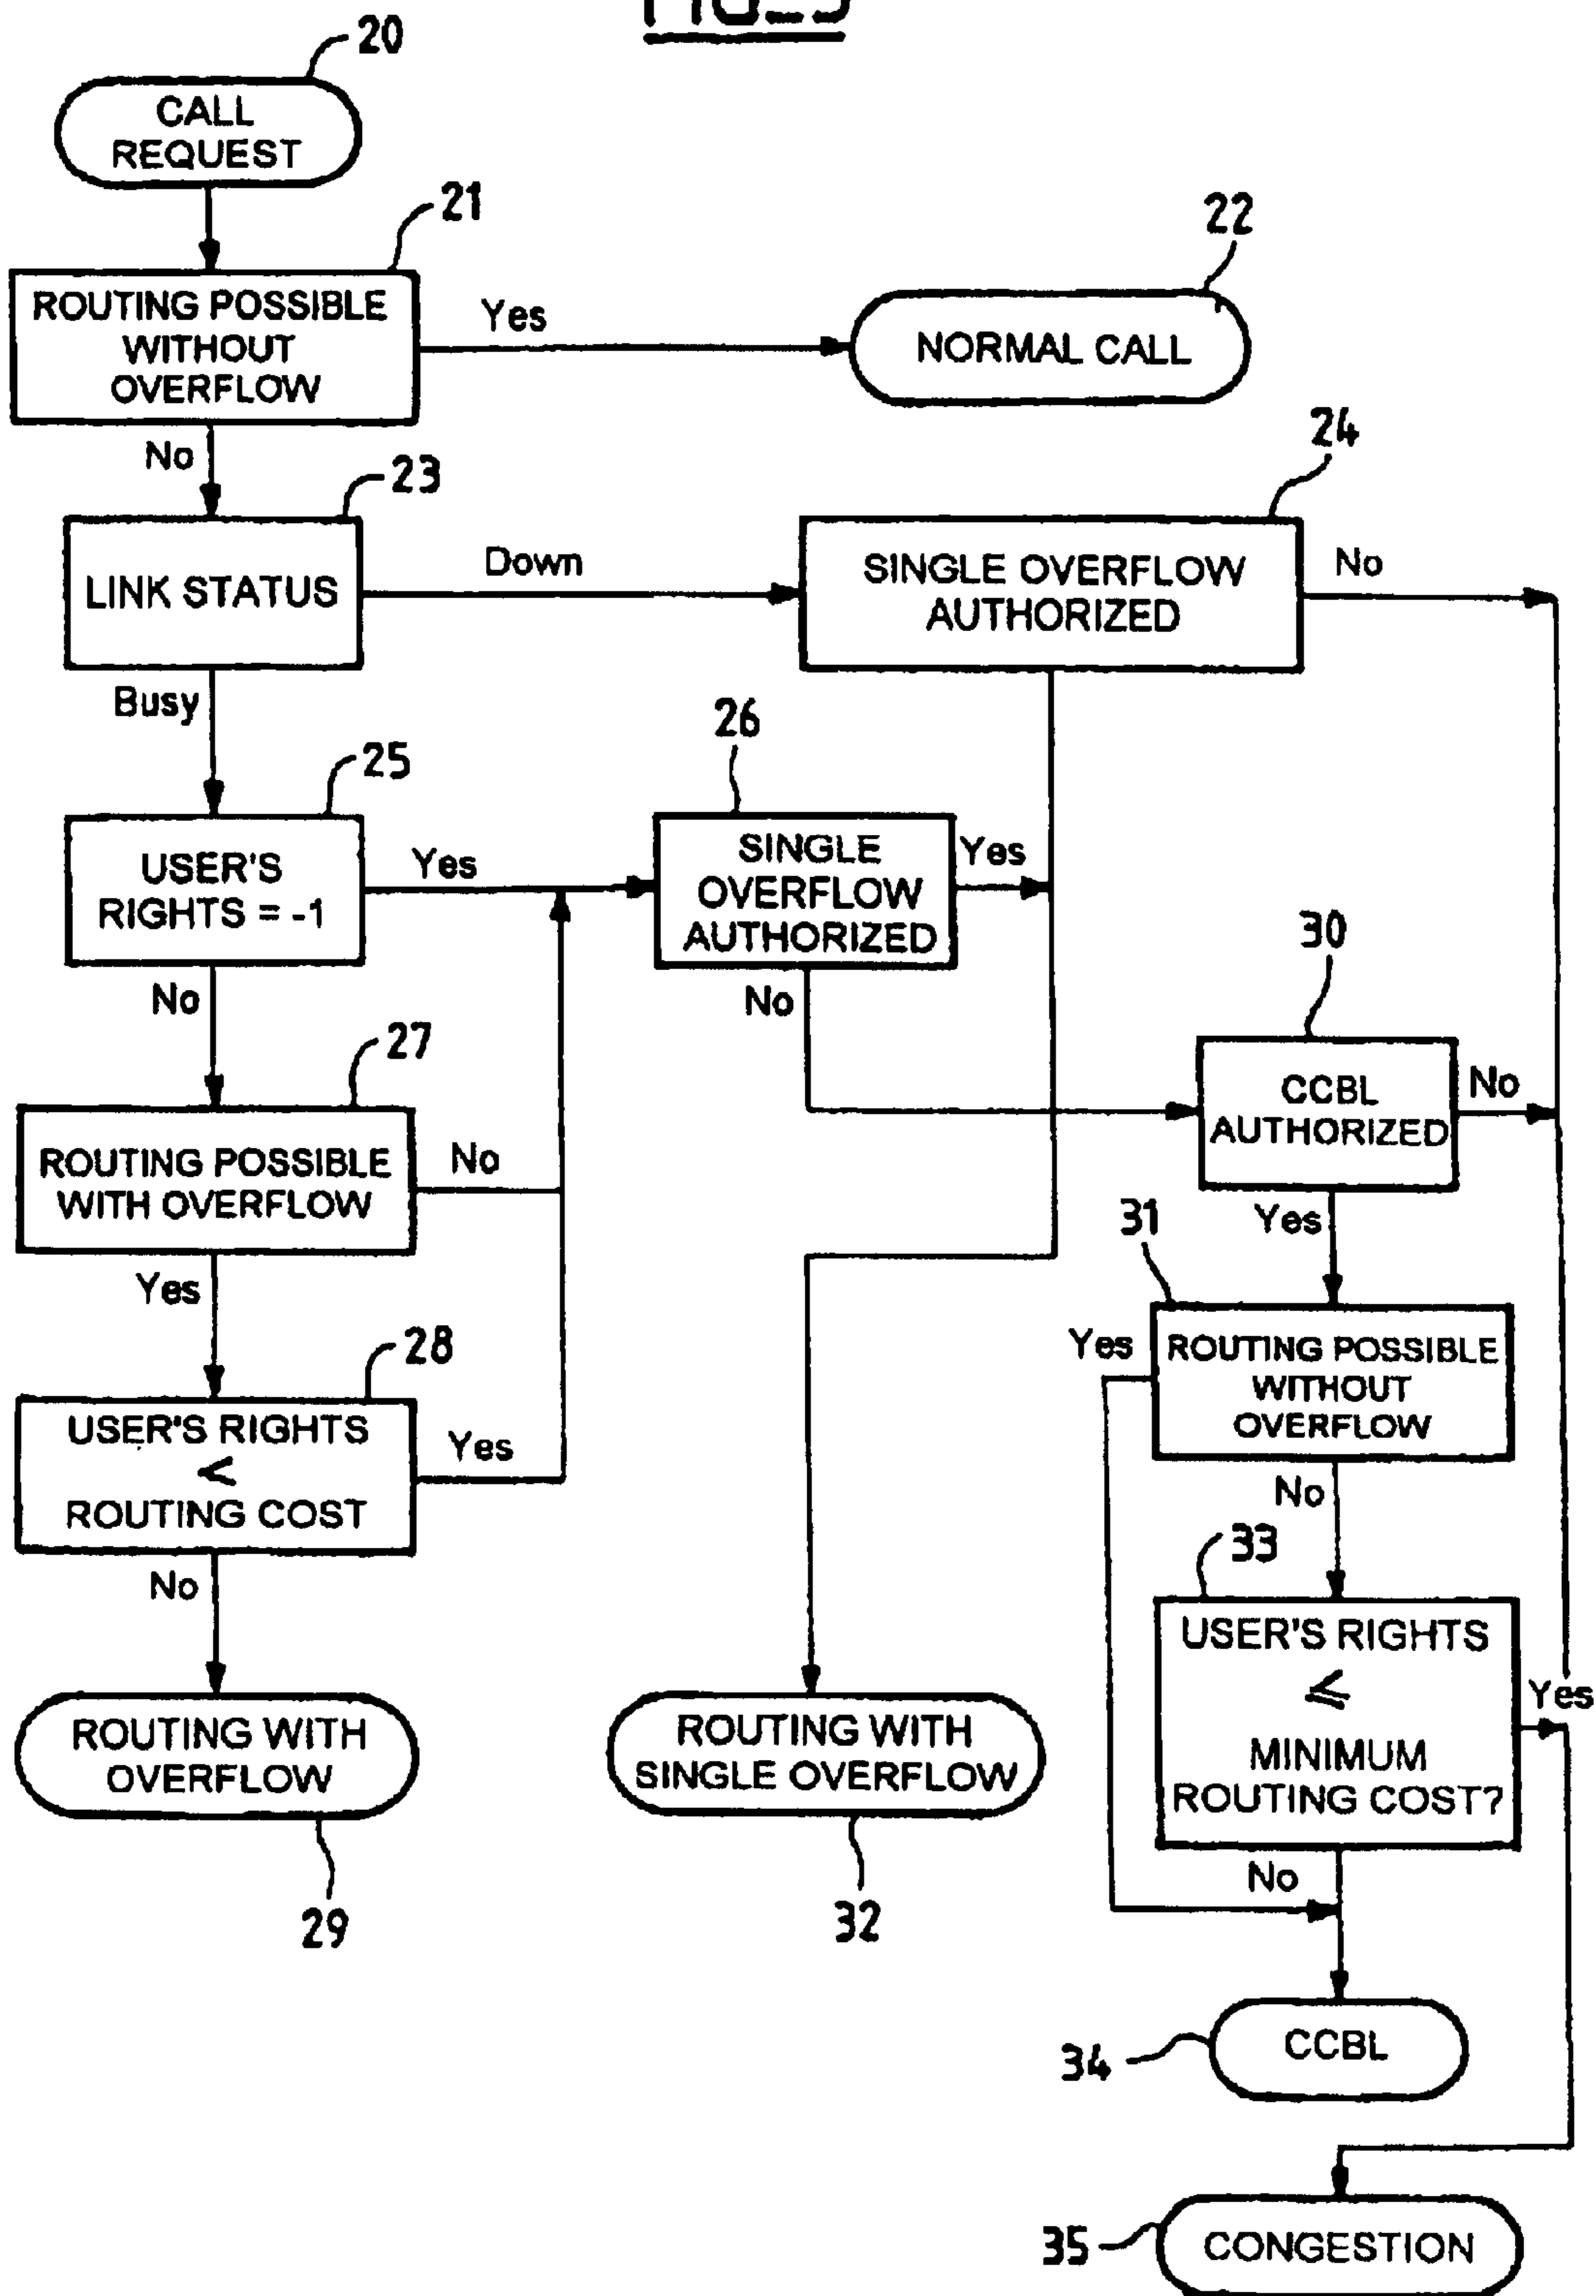 20
CALL
REQUEST
21
ROUTING POSSIBLE
WITHOUT
OVERFLOW
Yes
22
NORMAL CALL
No
23
LINK STATUS
Down
24
SINGLE OVERFLOW
AUTHORIZED
No
Busy
25
USER'S
RIGHTS = -1
Yes
26
SINGLE
OVERFLOW
AUTHORIZED
Yes
No
No
27
ROUTING POSSIBLE
WITH OVERFLOW
No
30
CCBL
AUTHORIZED
No
Yes
Yes
28
USER'S RIGHTS
<
ROUTING COST
Yes
31
ROUTING POSSIBLE
WITHOUT
OVERFLOW
Yes
No
No
33
USER'S RIGHTS
≤
MINIMUM
ROUTING COST?
Yes
No
ROUTING WITH
OVERFLOW
29
ROUTING WITH
SINGLE OVERFLOW
32
34
CCBL
35
CONGESTION